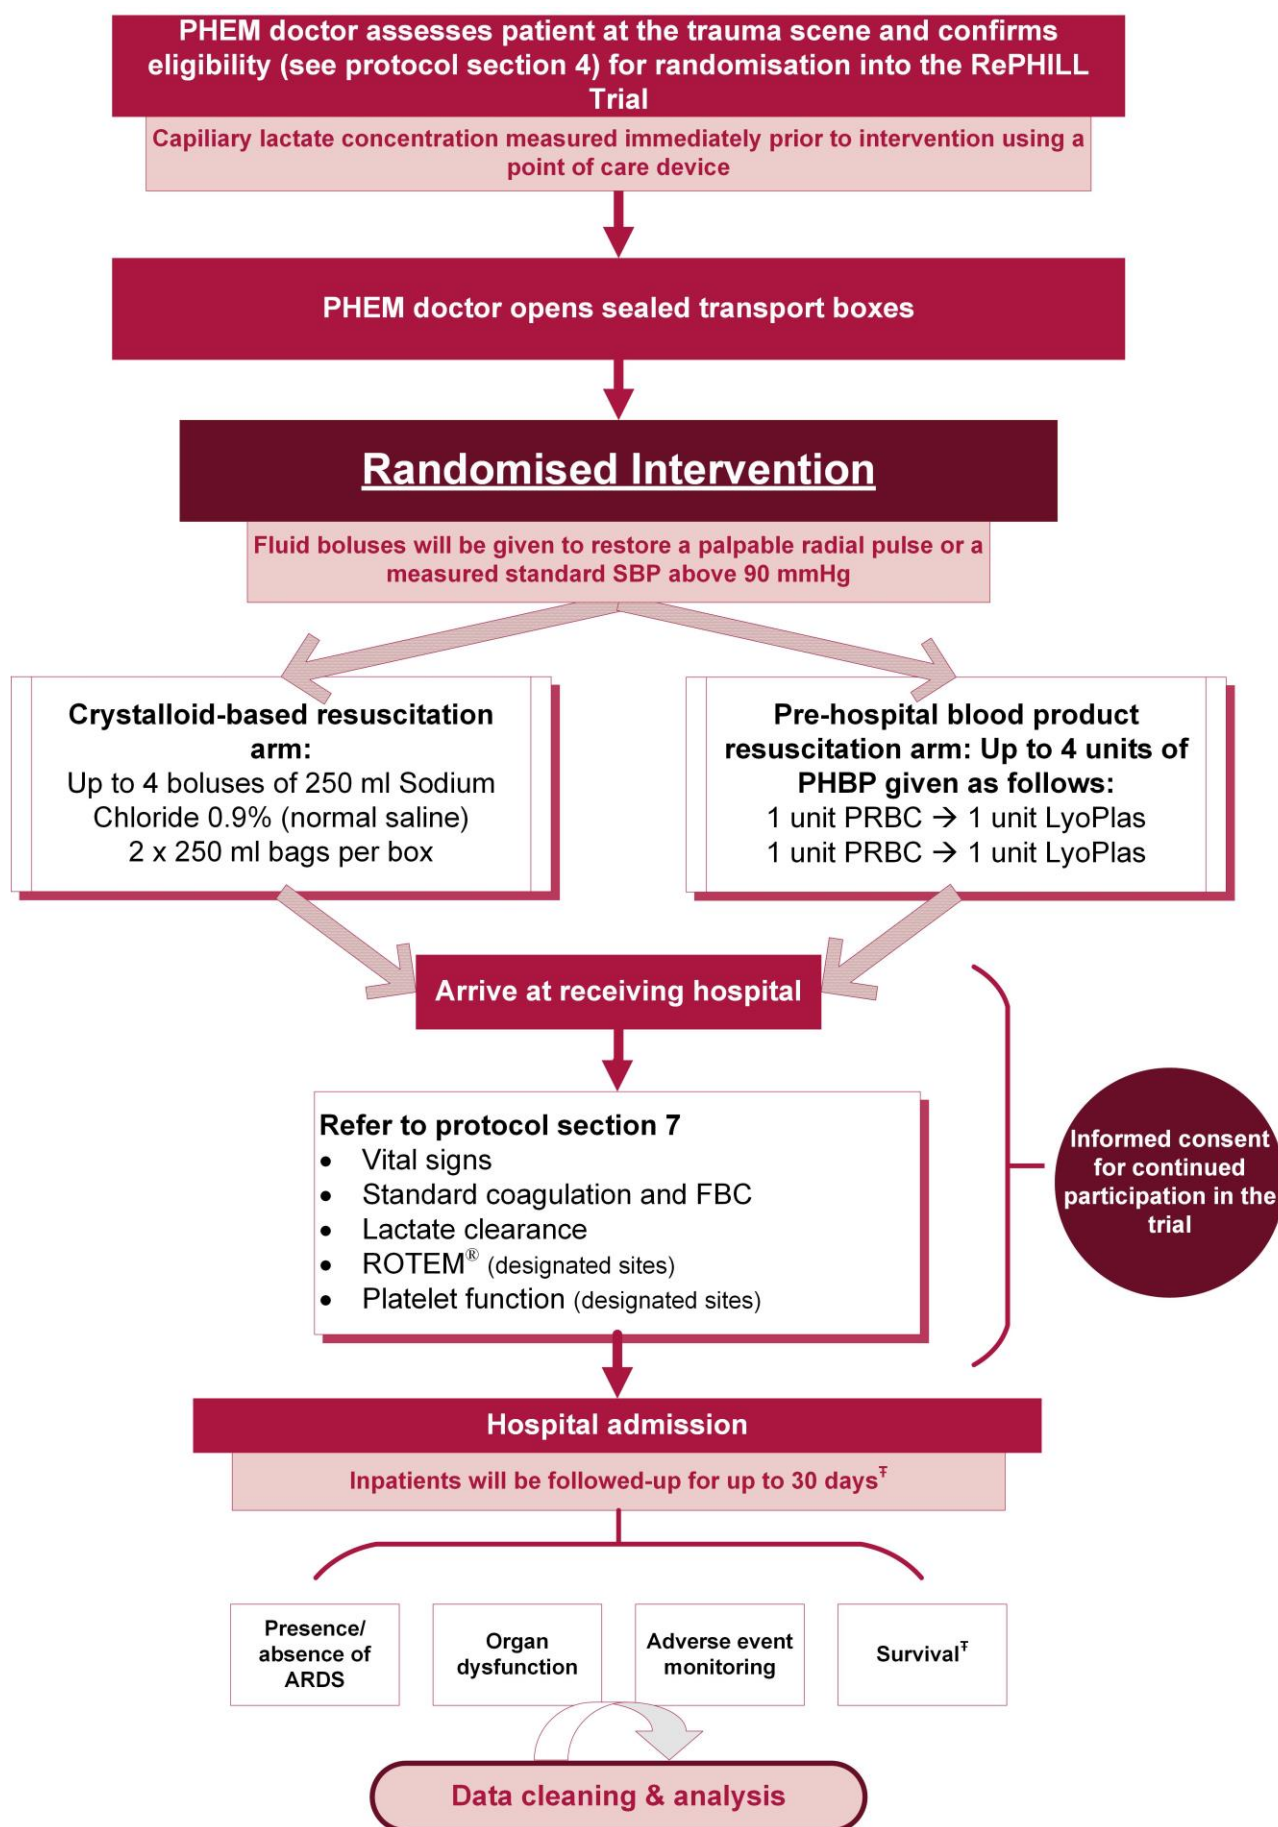 PHEM doctor assesses patient at the trauma scene and confirms
eligibility (see protocol section 4) for randomisation into the RePHILL
Trial
Capiliary lactate concentration measured immediately prior to intervention using a
point of care device
PHEM doctor opens sealed transport boxes
Randomised Intervention
Fluid boluses will be given to restore a palpable radial pulse or a
measured standard SBP above 90 mmHg
Crystalloid-based resuscitation
arm:
Up to 4 boluses of 250 ml Sodium
Chloride 0.9% (normal saline)
2 x 250 ml bags per box
Pre-hospital blood product
resuscitation arm: Up to 4 units of
PHBP given as follows:
1 unit PRBC → 1 unit LyoPlas
1 unit PRBC → 1 unit LyoPlas
Arrive at receiving hospital
Refer to protocol section 7
• Vital signs
• Standard coagulation and FBC
• Lactate clearance
• ROTEM® (designated sites)
• Platelet function (designated sites)
Informed consent
for continued
participation in the
trial
Hospital admission
Inpatients will be followed-up for up to 30 days Ŧ
Presence/
absence of
ARDS
Organ
dysfunction
Adverse event
monitoring
Survival Ŧ
Data cleaning & analysis